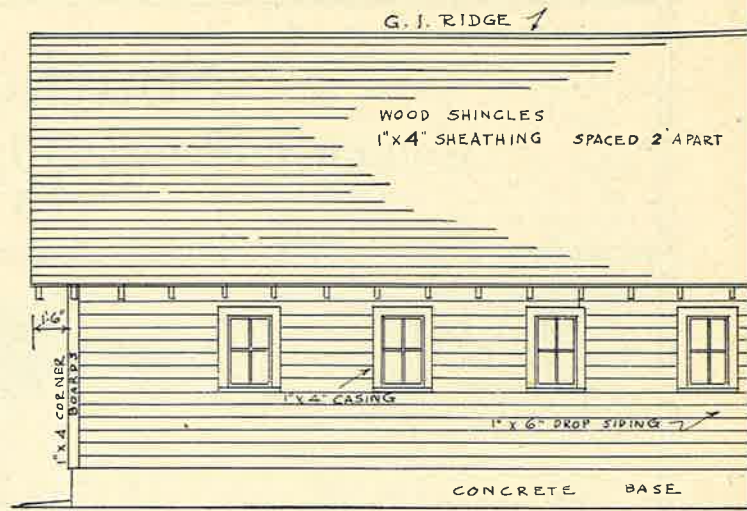 G. I. RIDGE
WOOD SHINGLES
1"x4" SHEATHING SPACED 2' APART
1'-6"
1"x4 CORNER
BOARDS
1"x4" CASING
1" x 6" DROP SIDING
CONCRETE BASE